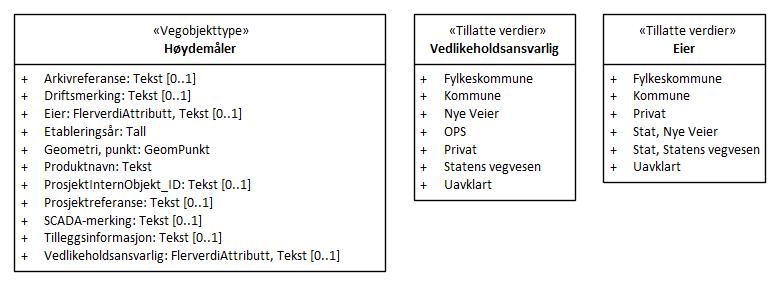 «Vegobjekttype»
Høydemåler
+ Arkivreferanse: Tekst [0..1]
+ Driftsmerking: Tekst [0..1]
+ Eier: FlerverdiAttributt, Tekst [0..1]
+ Etableringsår: Tall
+ Geometri, punkt: GeomPunkt
+ Produktnavn: Tekst
+ ProsjektInternObjekt_ID: Tekst [0..1]
+ Prosjektreferanse: Tekst [0..1]
+ SCADA-merking: Tekst [0..1]
+ Tilleggsinformasjon: Tekst [0..1]
+ Vedlikeholdsansvarlig: FlerverdiAttributt, Tekst [0..1]
«Tillatte verdier»
Vedlikeholdsansvarlig
+ Fylkeskommune
+ Kommune
+ Nye Veier
+ OPS
+ Privat
+ Statens vegvesen
+ Uavklart
«Tillatte verdier»
Eier
+ Fylkeskommune
+ Kommune
+ Privat
+ Stat, Nye Veier
+ Stat, Statens vegvesen
+ Uavklart